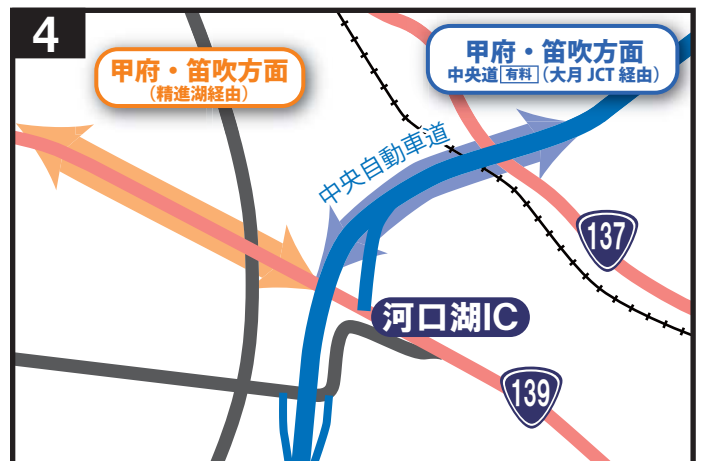 4
甲府・笛吹方面
（精進湖経由）
甲府・笛吹方面
中央道 有料（大月 JCT 経由）
中央自動車道
137
河口湖IC
139